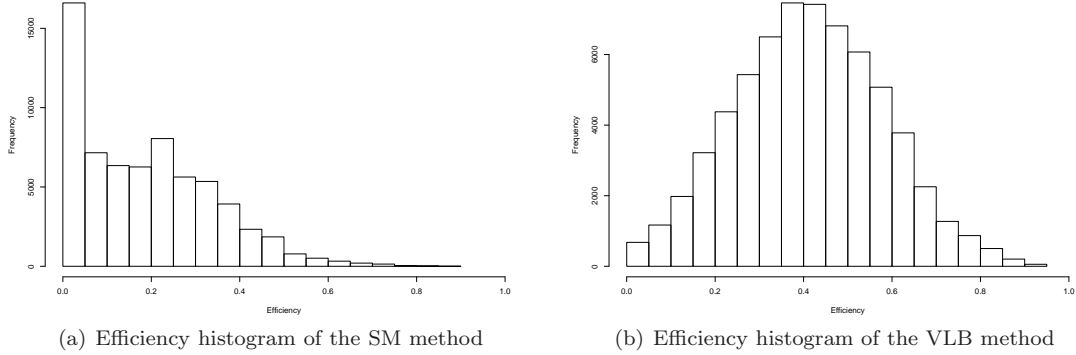 15000
10000
5000
0
Frequency
0.0 0.2 0.4 0.6 0.8 1.0
Efficiency
(a) Efficiency histogram of the SM method
6000
4000
2000
0
Frequency
0.0 0.2 0.4 0.6 0.8 1.0
Efficiency
(b) Efficiency histogram of the VLB method